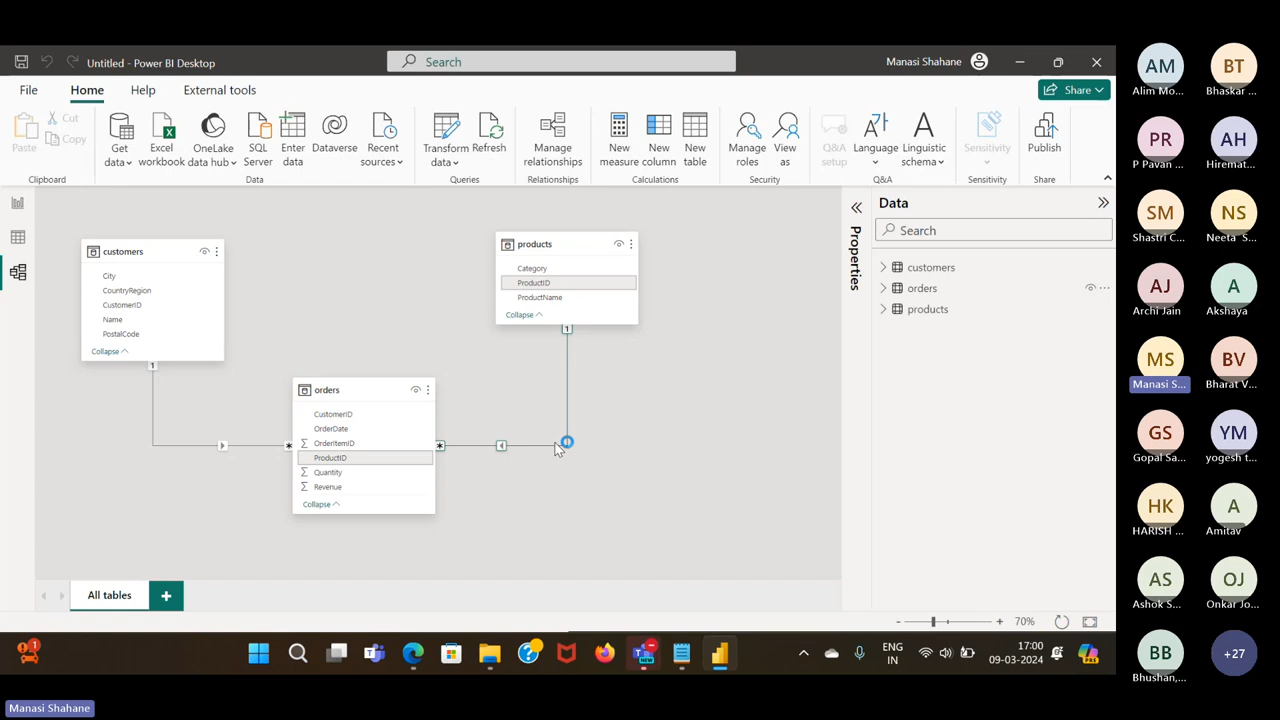 Untitled - Power BI Desktop
Search
Manasi Shahane
File
Home
Help
External tools
Share
Paste
Cut
Copy
Get data
Excel workbook
OneLake data hub
SQL Server
Enter data
Dataverse
Recent sources
Transform data
Refresh
Manage relationships
New measure
New column
New table
Manage roles
View as
Q&A setup
Language
Linguistic schema
Sensitivity
Publish
Clipboard
Data
Queries
Relationships
Calculations
Security
Q&A
Sensitivity
Share
customers
City
CountryRegion
CustomerID
Name
PostalCode
Collapse
1
products
Category
ProductID
ProductName
Collapse
1
orders
CustomerID
OrderDate
Σ OrderItemID
ProductID
Σ Quantity
Σ Revenue
Collapse
*
*
Properties
Data
Search
customers
orders
products
All tables
+
- + 70%
1
NEW
ENG
IN
17:00
09-03-2024
PRE
Manasi Shahane
AM
Alim Mo...
BT
Bhaskar ...
PR
P Pavan ...
AH
Hiremat...
SM
Shastri C...
NS
Neeta S...
AJ
Archi Jain
A
Akshaya
MS
Manasi S...
BV
Bharat V...
GS
Gopal Sa...
YM
yogesh t...
HK
HARISH ...
A
Amitav
AS
Ashok S...
OJ
Onkar Jo...
BB
Bhushan,...
+27